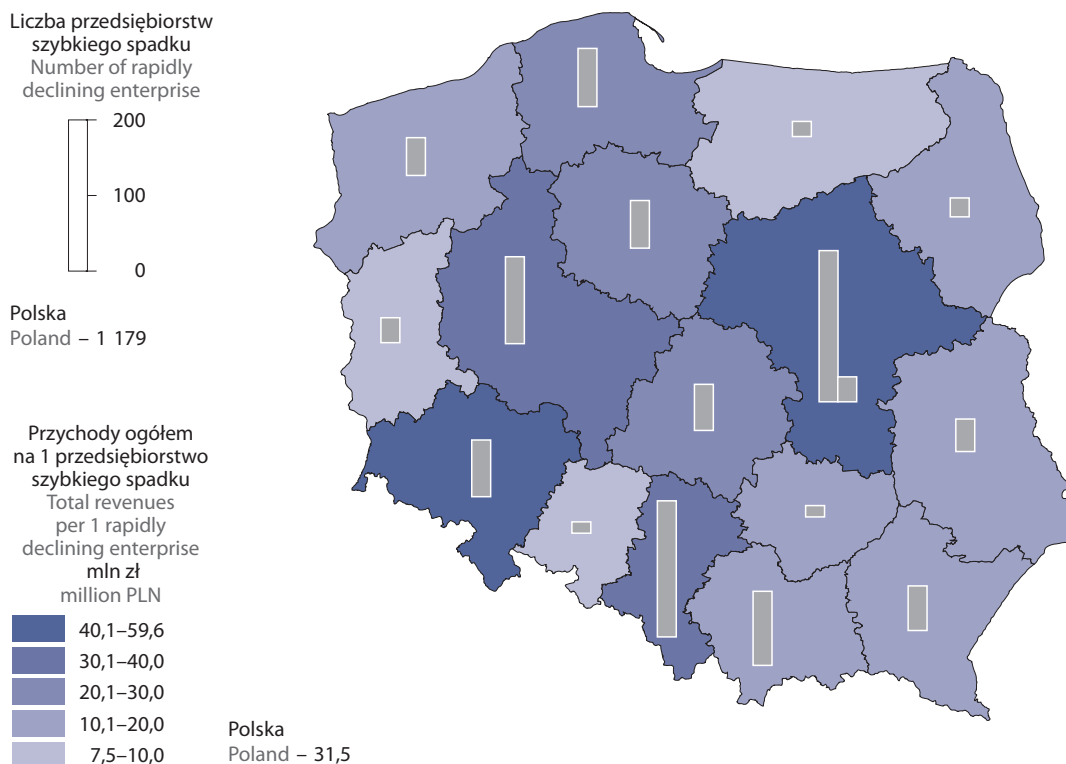 Liczba przedsiębiorstw
szybkiego spadku
Number of rapidly
declining enterprise
200
100
0
Polska
Poland – 1 179
Przychody ogółem
na 1 przedsiębiorstwo
szybkiego spadku
Total revenues
per 1 rapidly
declining enterprise
mln zł
million PLN
40,1–59,6
30,1–40,0
20,1–30,0
10,1–20,0
7,5–10,0
Polska
Poland – 31,5